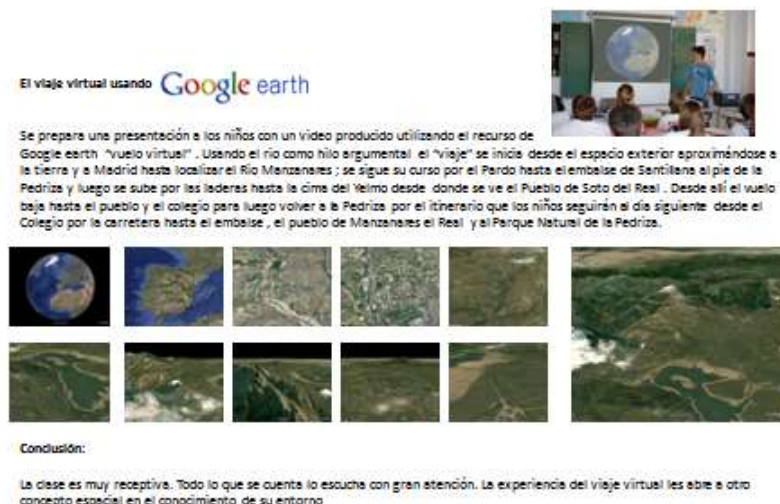 El viaje virtual usando Google earth
Se prepara una presentación a los niños con un video producido utilizando el recurso de
Google earth "vuelo virtual" . Usando el rio como hilo argumental el "viaje" se inicia desde el espacio exterior aproximándose a
la tierra y a Madrid hasta localizar el Río Manzanares ; se sigue su curso por el Pardo hasta el embalse de Santillana al pie de la
Pedriza y luego se sube por las laderas hasta la cima del Yelmo desde donde se ve el Pueblo de Soto del Real . Desde allí el vuelo
baja hasta el pueblo y el colegio para luego volver a la Pedriza por el itinerario que los niños seguirán al día siguiente desde el
Colegio por la carretera hasta el embalse , el pueblo de Manzanares el Real y al Parque Natural de la Pedriza.
Conclusión:
La clase es muy receptiva. Todo lo que se cuenta lo escucha con gran atención. La experiencia del viaje virtual les abre a otro
concepto espacial en el conocimiento de su entorno